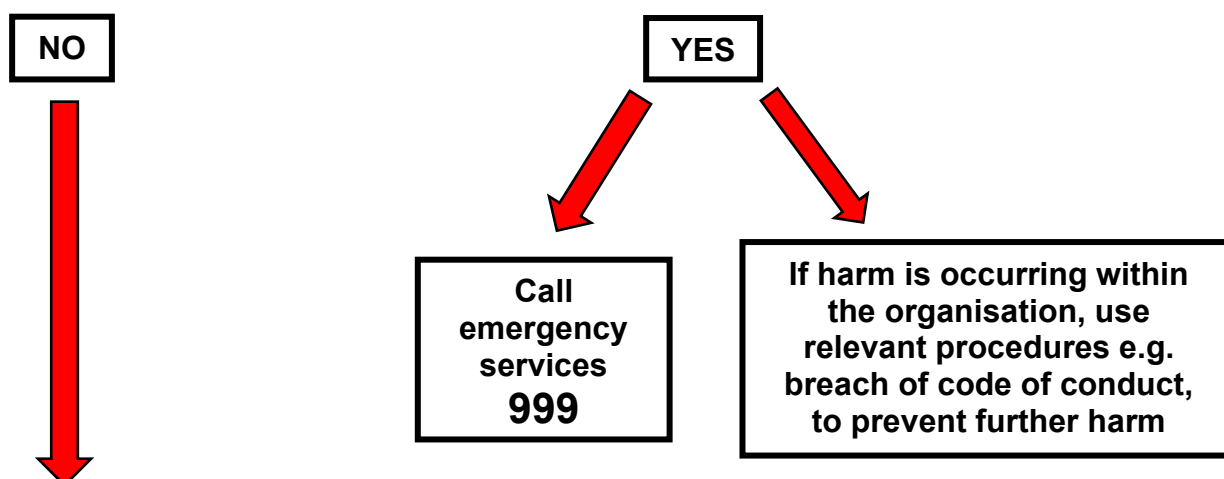 NO
YES
Call
emergency
services
999
If harm is occurring within
the organisation, use
relevant procedures e.g.
breach of code of conduct,
to prevent further harm